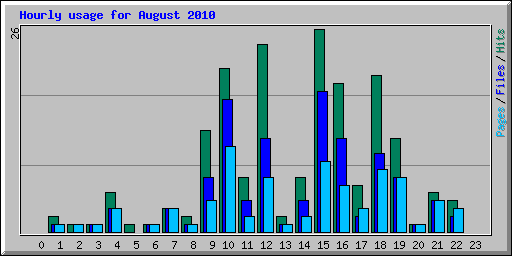 Hourly usage for August 2010
26
Pages / Files / Hits
0 1 2 3 4 5 6 7 8 9 10 11 12 13 14 15 16 17 18 19 20 21 22 23